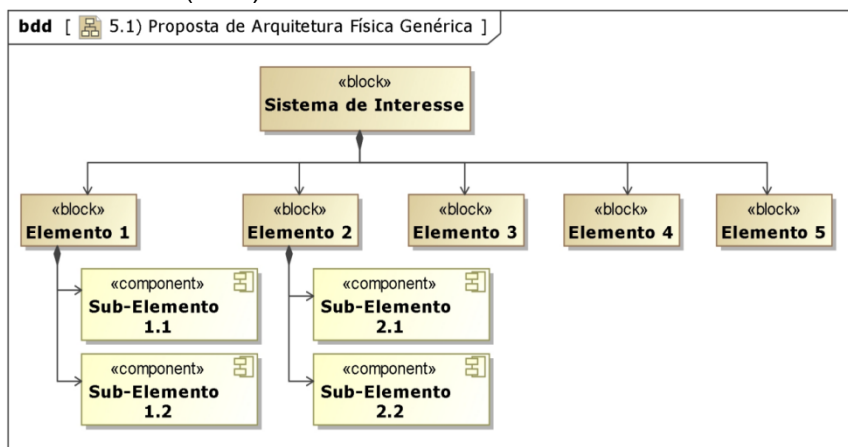 bdd [ 5.1) Proposta de Arquitetura Física Genérica ]
«block»
Sistema de Interesse
«block»
Elemento 1
«block»
Elemento 2
«block»
Elemento 3
«block»
Elemento 4
«block»
Elemento 5
«component»
Sub-Elemento
1.1
«component»
Sub-Elemento
2.1
«component»
Sub-Elemento
1.2
«component»
Sub-Elemento
2.2